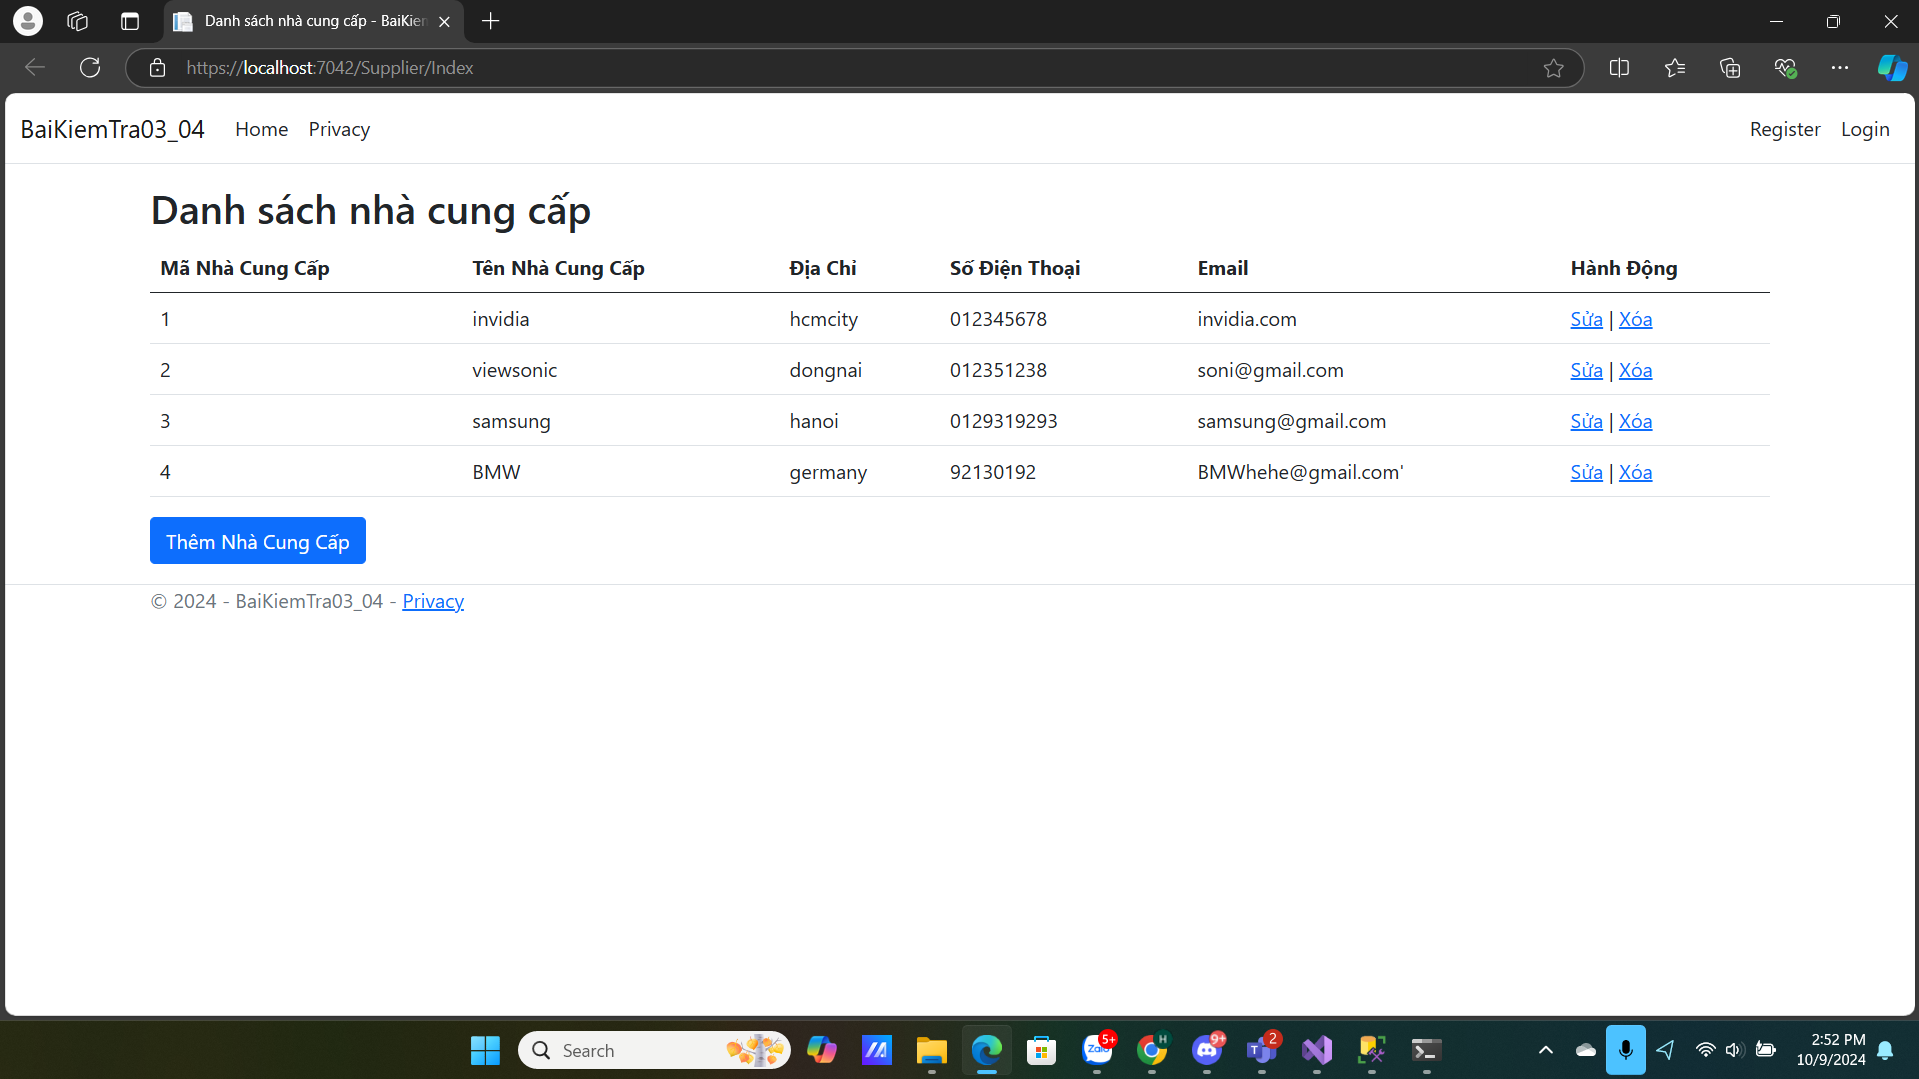 Danh sách nhà cung cấp - BaiKien
https://localhost:7042/Supplier/Index
BaiKiemTra03_04 Home Privacy Register Login
Danh sách nhà cung cấp
Mã Nhà Cung Cấp Tên Nhà Cung Cấp Địa Chỉ Số Điện Thoại Email Hành Động
1 invidia hcmcity 012345678 invidia.com Sửa | Xóa
2 viewsonic dongnai 012351238 soni@gmail.com Sửa | Xóa
3 samsung hanoi 0129319293 samsung@gmail.com Sửa | Xóa
4 BMW germany 92130192 BMWhehe@gmail.com' Sửa | Xóa
Thêm Nhà Cung Cấp
© 2024 - BaiKiemTra03_04 - Privacy
Search Zalo 5+ H 9+ T 2 2:52 PM
10/9/2024